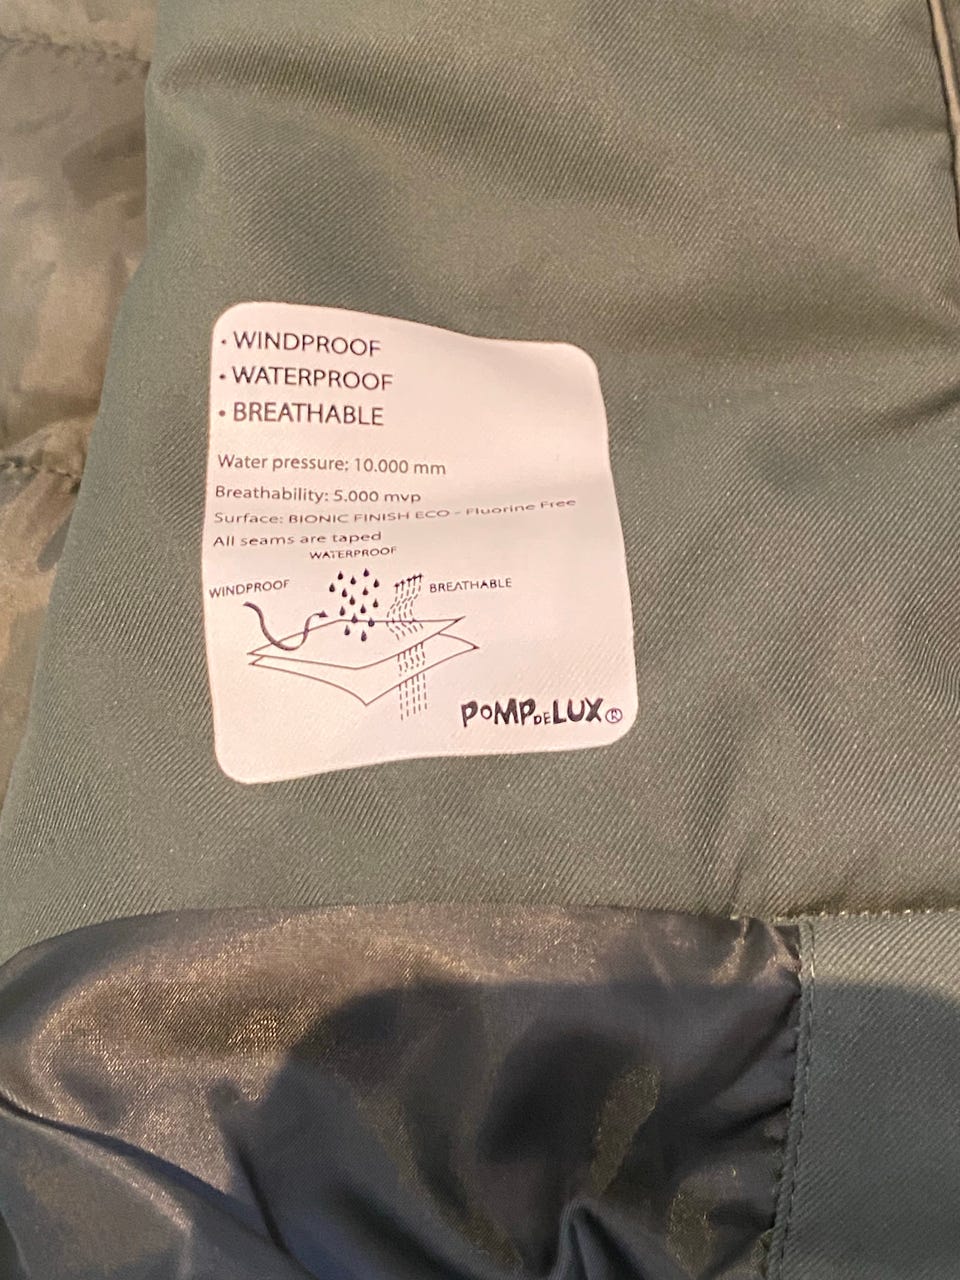 • WINDPROOF
• WATERPROOF
• BREATHABLE
Water pressure: 10.000 mm
Breathability: 5.000 mvp
Surface: BIONIC FINISH ECO - Fluorine Free
All seams are taped
WATERPROOF
WINDPROOF
BREATHABLE
POMPDELUX®